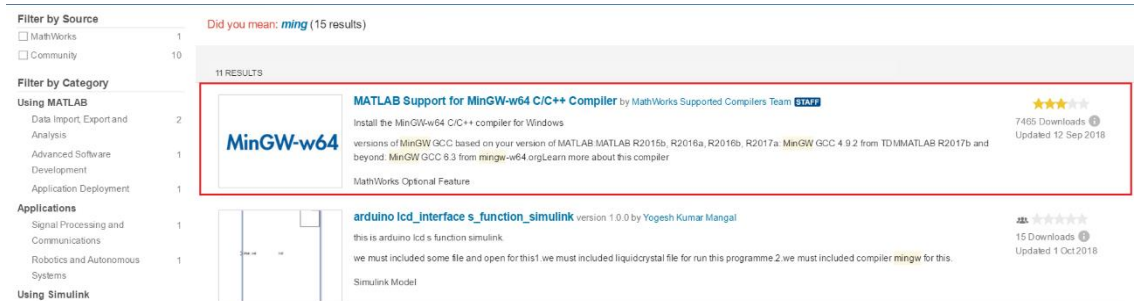 Filter by Source
MathWorks 1
Community 10
Filter by Category
Using MATLAB
Data Import, Export and 2
Analysis
Advanced Software 1
Development
Application Deployment 1
Applications
Signal Processing and 1
Communications
Robotics and Autonomous 1
Systems
Using Simulink
Did you mean: ming (15 results)
11 RESULTS
MinGW-w64
MATLAB Support for MinGW-w64 C/C++ Compiler by MathWorks Supported Compilers Team STAFF
Install the MinGW-w64 C/C++ compiler for Windows
versions of MinGW GCC based on your version of MATLAB:MATLAB R2015b, R2016a, R2016b, R2017a: MinGW GCC 4.9.2 from TDMMATLAB R2017b and
beyond: MinGW GCC 6.3 from mingw-w64.orgLearn more about this compiler
MathWorks Optional Feature
7465 Downloads
Updated 12 Sep 2018
arduino lcd_interface s_function_simulink version 1.0.0 by Yogesh Kumar Mangal
this is arduino lcd s function simulink.
we must included some file and open for this1.we must included liquidcrystal file for run this programme.2.we must included compiler mingw for this.
Simulink Model
15 Downloads
Updated 1 Oct 2018